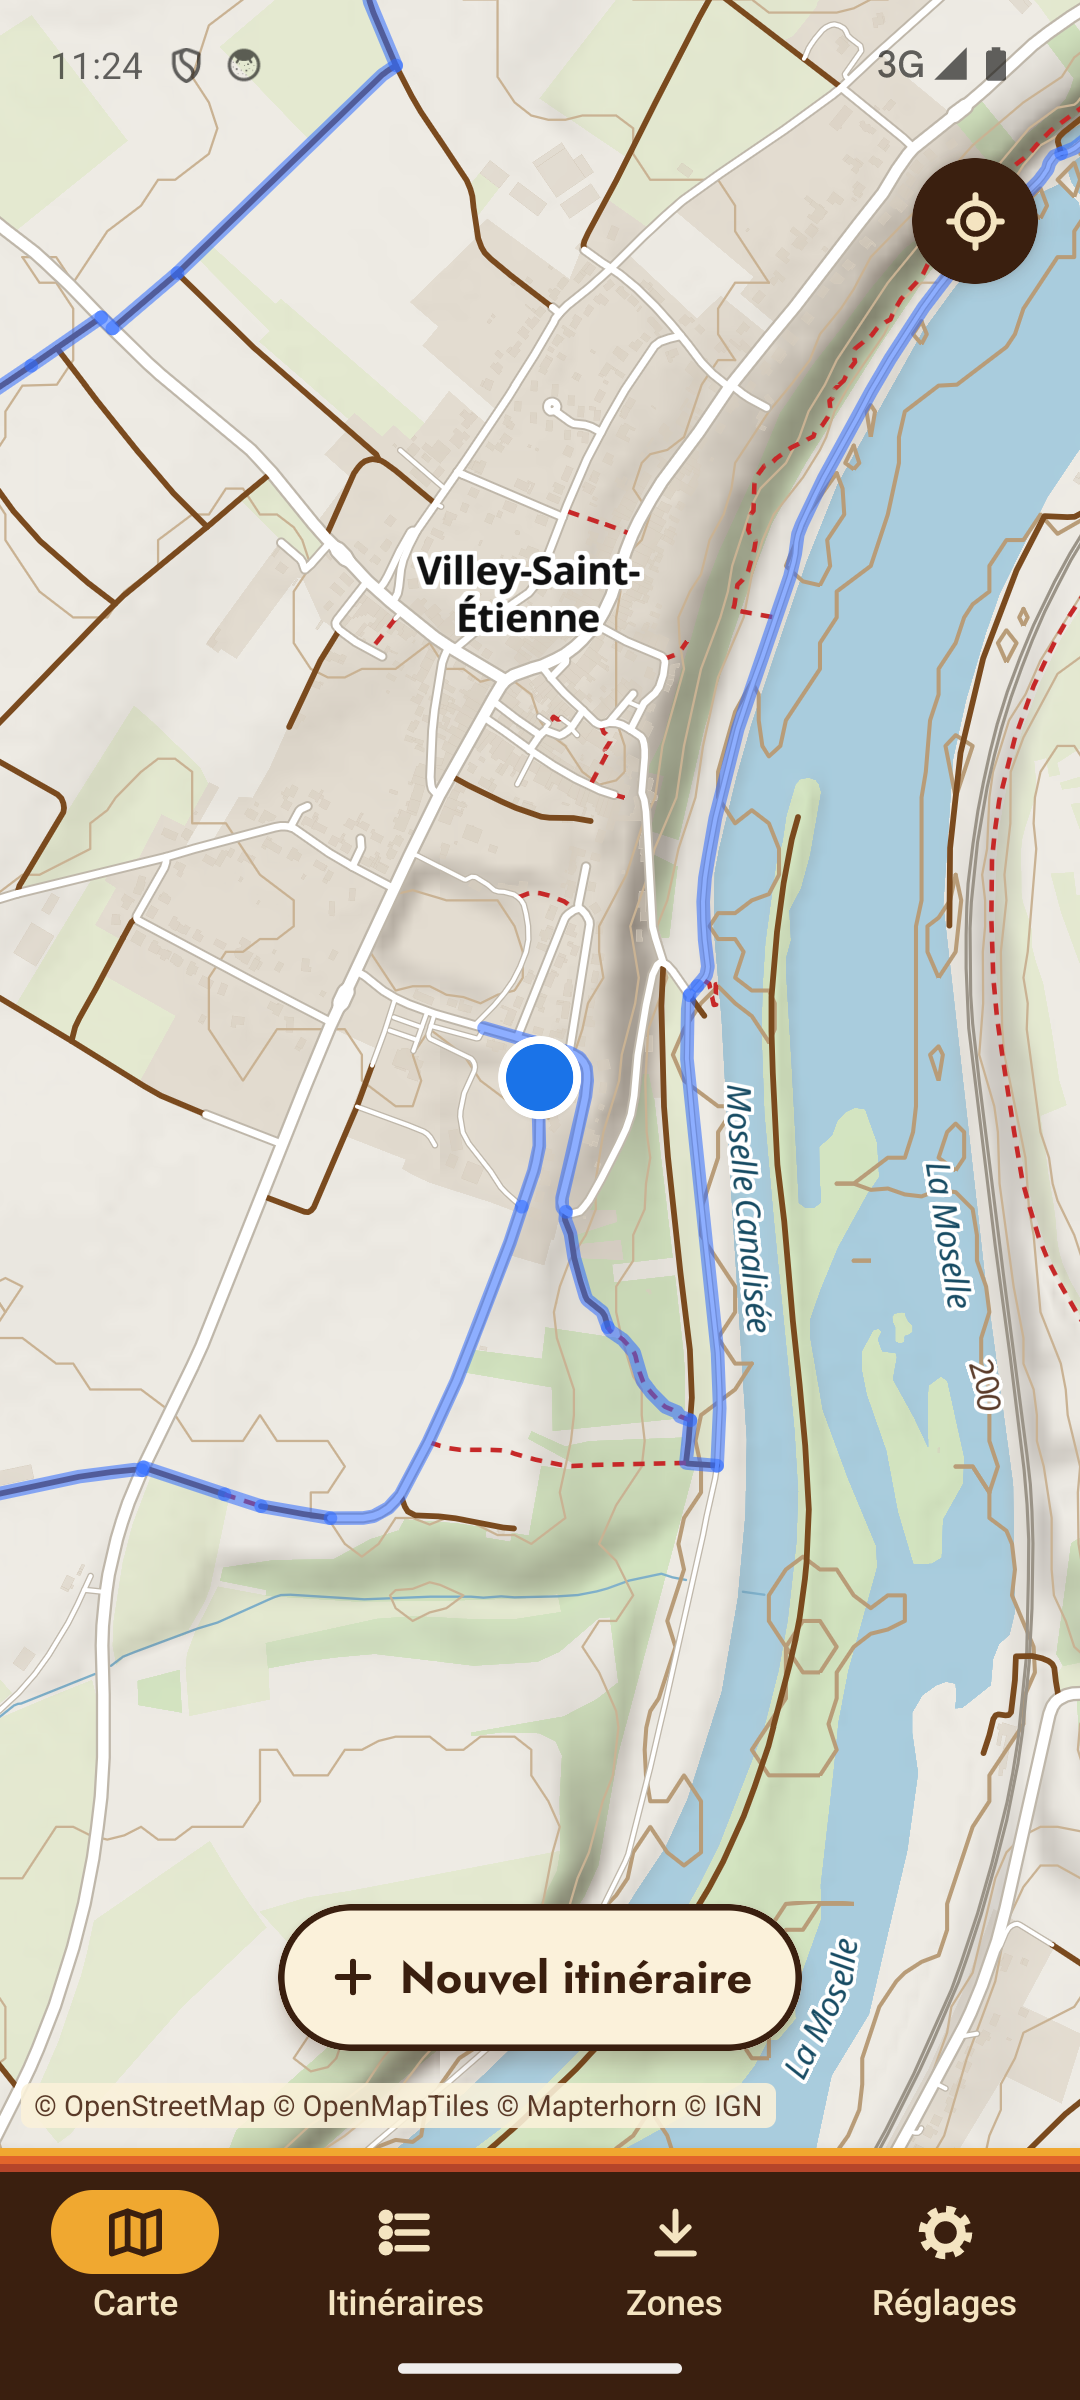 11:24
3G
Villey-Saint-
Étienne
Moselle Canalisée
La Moselle
200
La Moselle
+ Nouvel itinéraire
© OpenStreetMap © OpenMapTiles © Mapterhorn © IGN
Carte
Itinéraires
Zones
Réglages